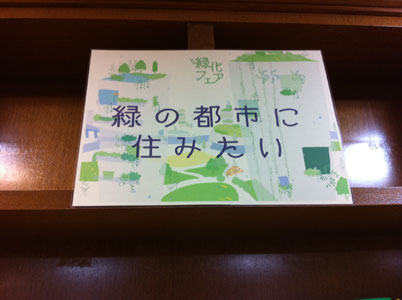 緑化
フェア
緑の都市に
住みたい